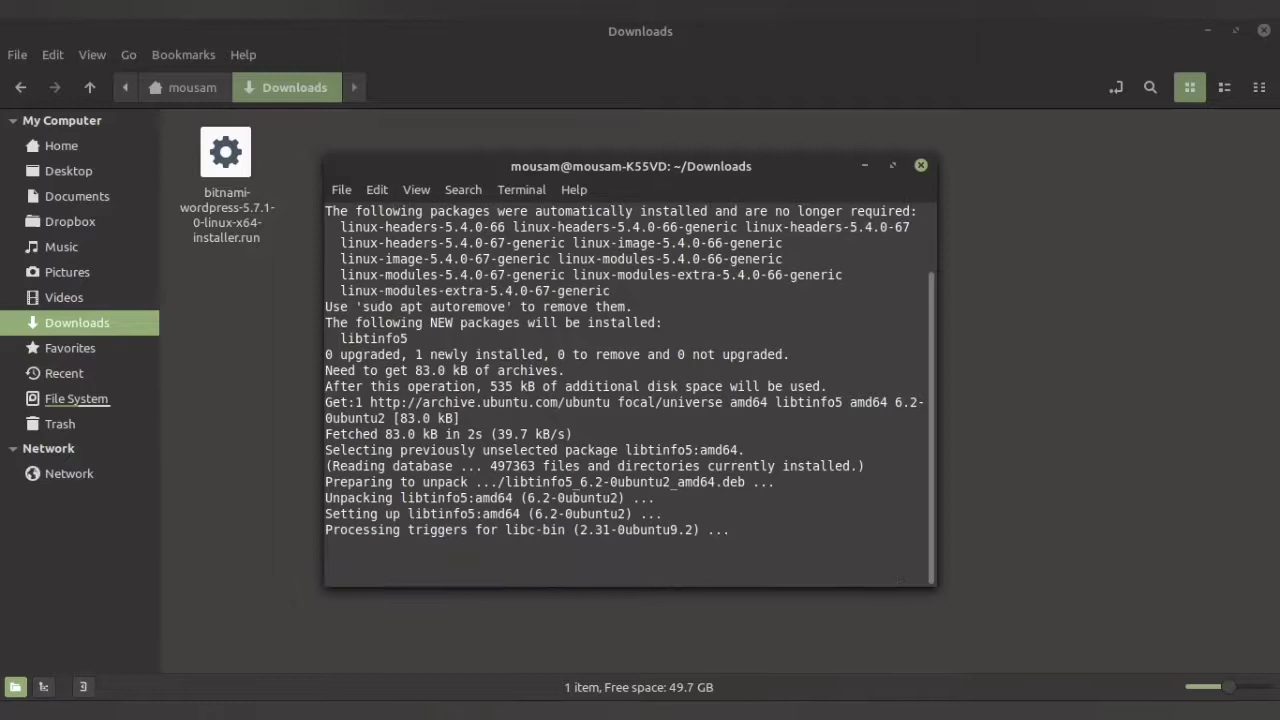 Downloads
File Edit View Go Bookmarks Help
mousam Downloads
My Computer
Home
Desktop
Documents
Dropbox
Music
Pictures
Videos
Downloads
Favorites
Recent
File System
Trash
Network
Network
bitnami-
wordpress-5.7.1-
0-linux-x64-
installer.run
mousam@mousam-K55VD: ~/Downloads
File Edit View Search Terminal Help
The following packages were automatically installed and are no longer required:
linux-headers-5.4.0-66 linux-headers-5.4.0-66-generic linux-headers-5.4.0-67
linux-headers-5.4.0-67-generic linux-image-5.4.0-66-generic
linux-image-5.4.0-67-generic linux-modules-5.4.0-66-generic
linux-modules-5.4.0-67-generic linux-modules-extra-5.4.0-66-generic
linux-modules-extra-5.4.0-67-generic
Use 'sudo apt autoremove' to remove them.
The following NEW packages will be installed:
libtinfo5
0 upgraded, 1 newly installed, 0 to remove and 0 not upgraded.
Need to get 83.0 kB of archives.
After this operation, 535 kB of additional disk space will be used.
Get:1 http://archive.ubuntu.com/ubuntu focal/universe amd64 libtinfo5 amd64 6.2-
0ubuntu2 [83.0 kB]
Fetched 83.0 kB in 2s (39.7 kB/s)
Selecting previously unselected package libtinfo5:amd64.
(Reading database ... 497363 files and directories currently installed.)
Preparing to unpack .../libtinfo5_6.2-0ubuntu2_amd64.deb ...
Unpacking libtinfo5:amd64 (6.2-0ubuntu2) ...
Setting up libtinfo5:amd64 (6.2-0ubuntu2) ...
Processing triggers for libc-bin (2.31-0ubuntu9.2) ...
1 item, Free space: 49.7 GB